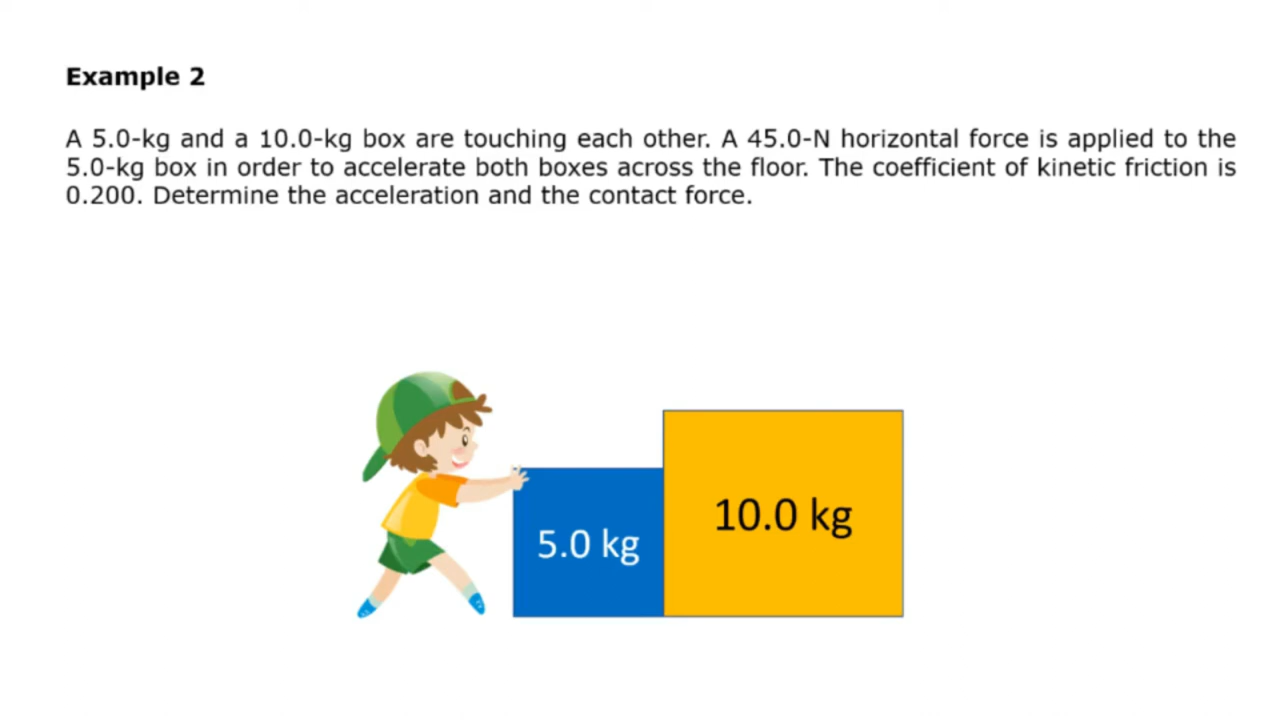 Example 2
A 5.0-kg and a 10.0-kg box are touching each other. A 45.0-N horizontal force is applied to the
5.0-kg box in order to accelerate both boxes across the floor. The coefficient of kinetic friction is
0.200. Determine the acceleration and the contact force.
10.0 kg
5.0 kg